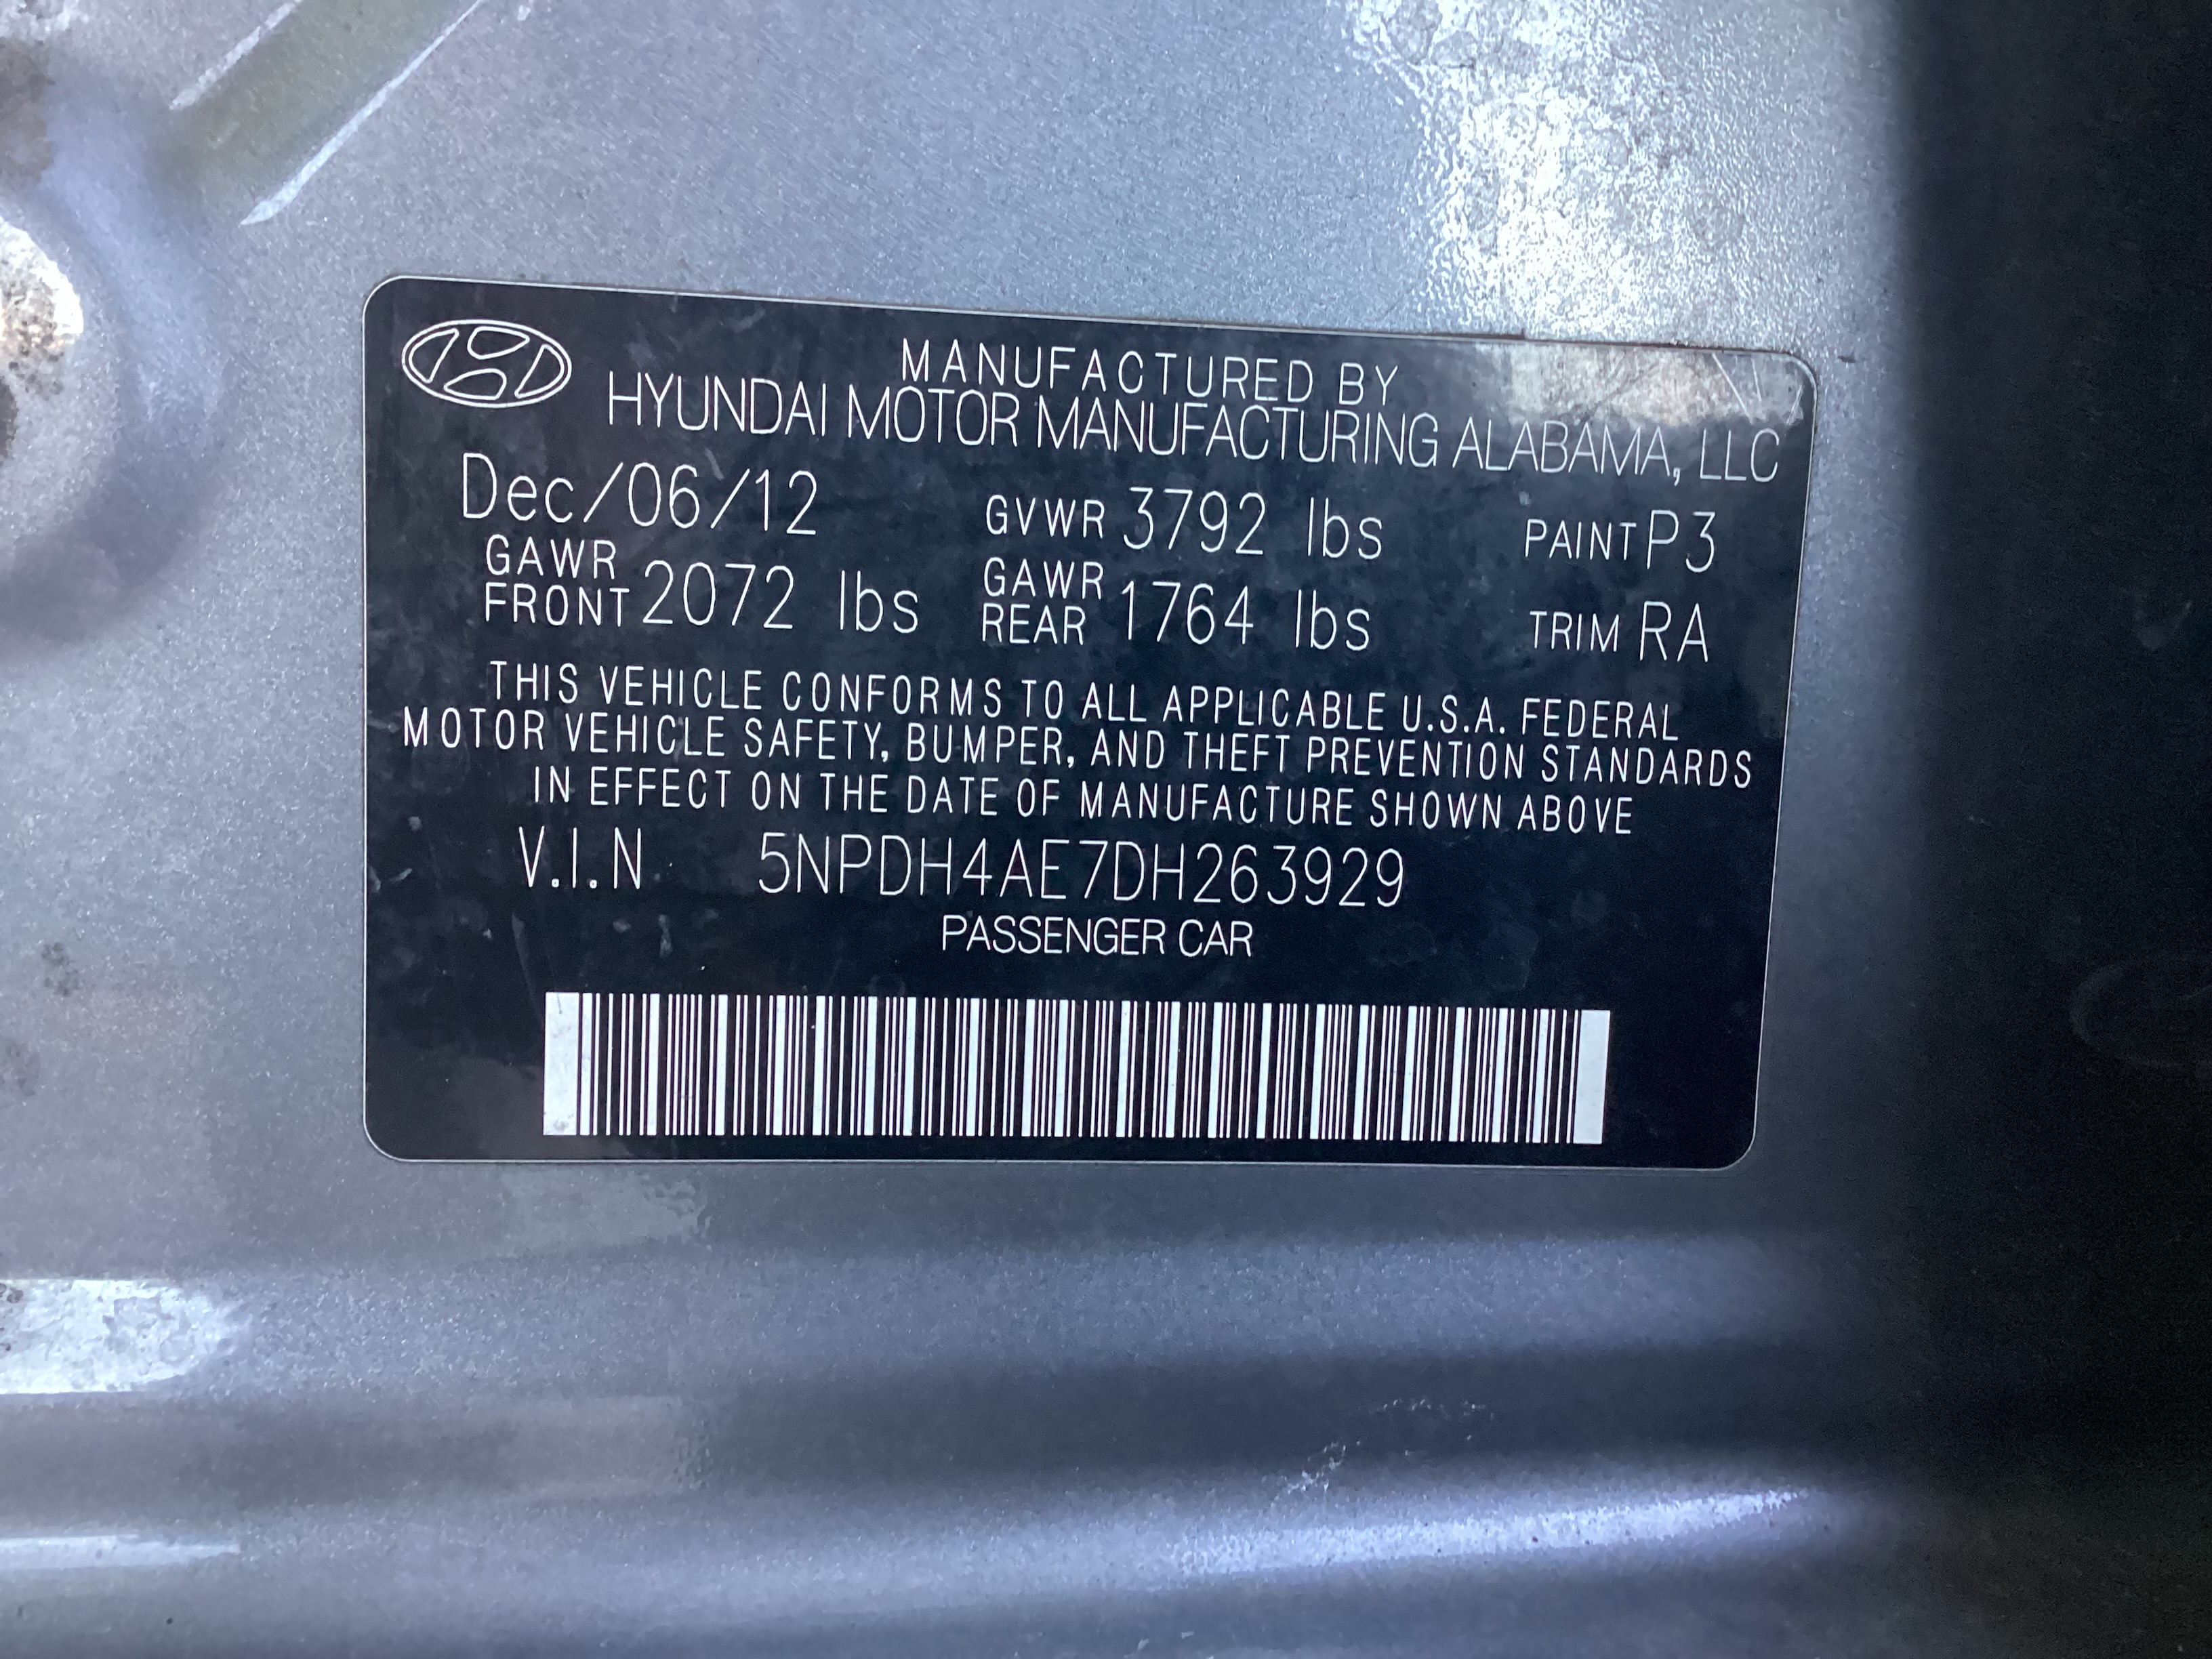 MANUFACTURED BY
HYUNDAI MOTOR MANUFACTURING ALABAMA, LLC
Dec/06/12 GVWR 3792 lbs PAINT P3
GAWR FRONT 2072 lbs GAWR REAR 1764 lbs TRIM RA
THIS VEHICLE CONFORMS TO ALL APPLICABLE U.S.A. FEDERAL
MOTOR VEHICLE SAFETY, BUMPER, AND THEFT PREVENTION STANDARDS
IN EFFECT ON THE DATE OF MANUFACTURE SHOWN ABOVE
V.I.N 5NPDH4AE7DH263929
PASSENGER CAR